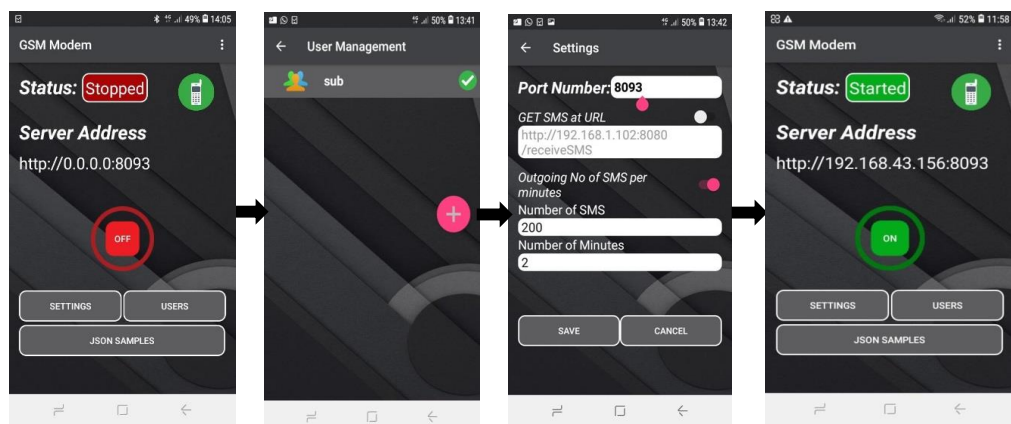 49% 14:05
GSM Modem
Status: Stopped
Server Address
http://0.0.0.0:8093
OFF
SETTINGS USERS
JSON SAMPLES
50% 13:41
User Management
sub
50% 13:42
Settings
Port Number: 8093
GET SMS at URL
http://192.168.1.102:8080
/receiveSMS
Outgoing No of SMS per
minutes
Number of SMS
200
Number of Minutes
2
SAVE CANCEL
52% 11:58
GSM Modem
Status: Started
Server Address
http://192.168.43.156:8093
ON
SETTINGS USERS
JSON SAMPLES